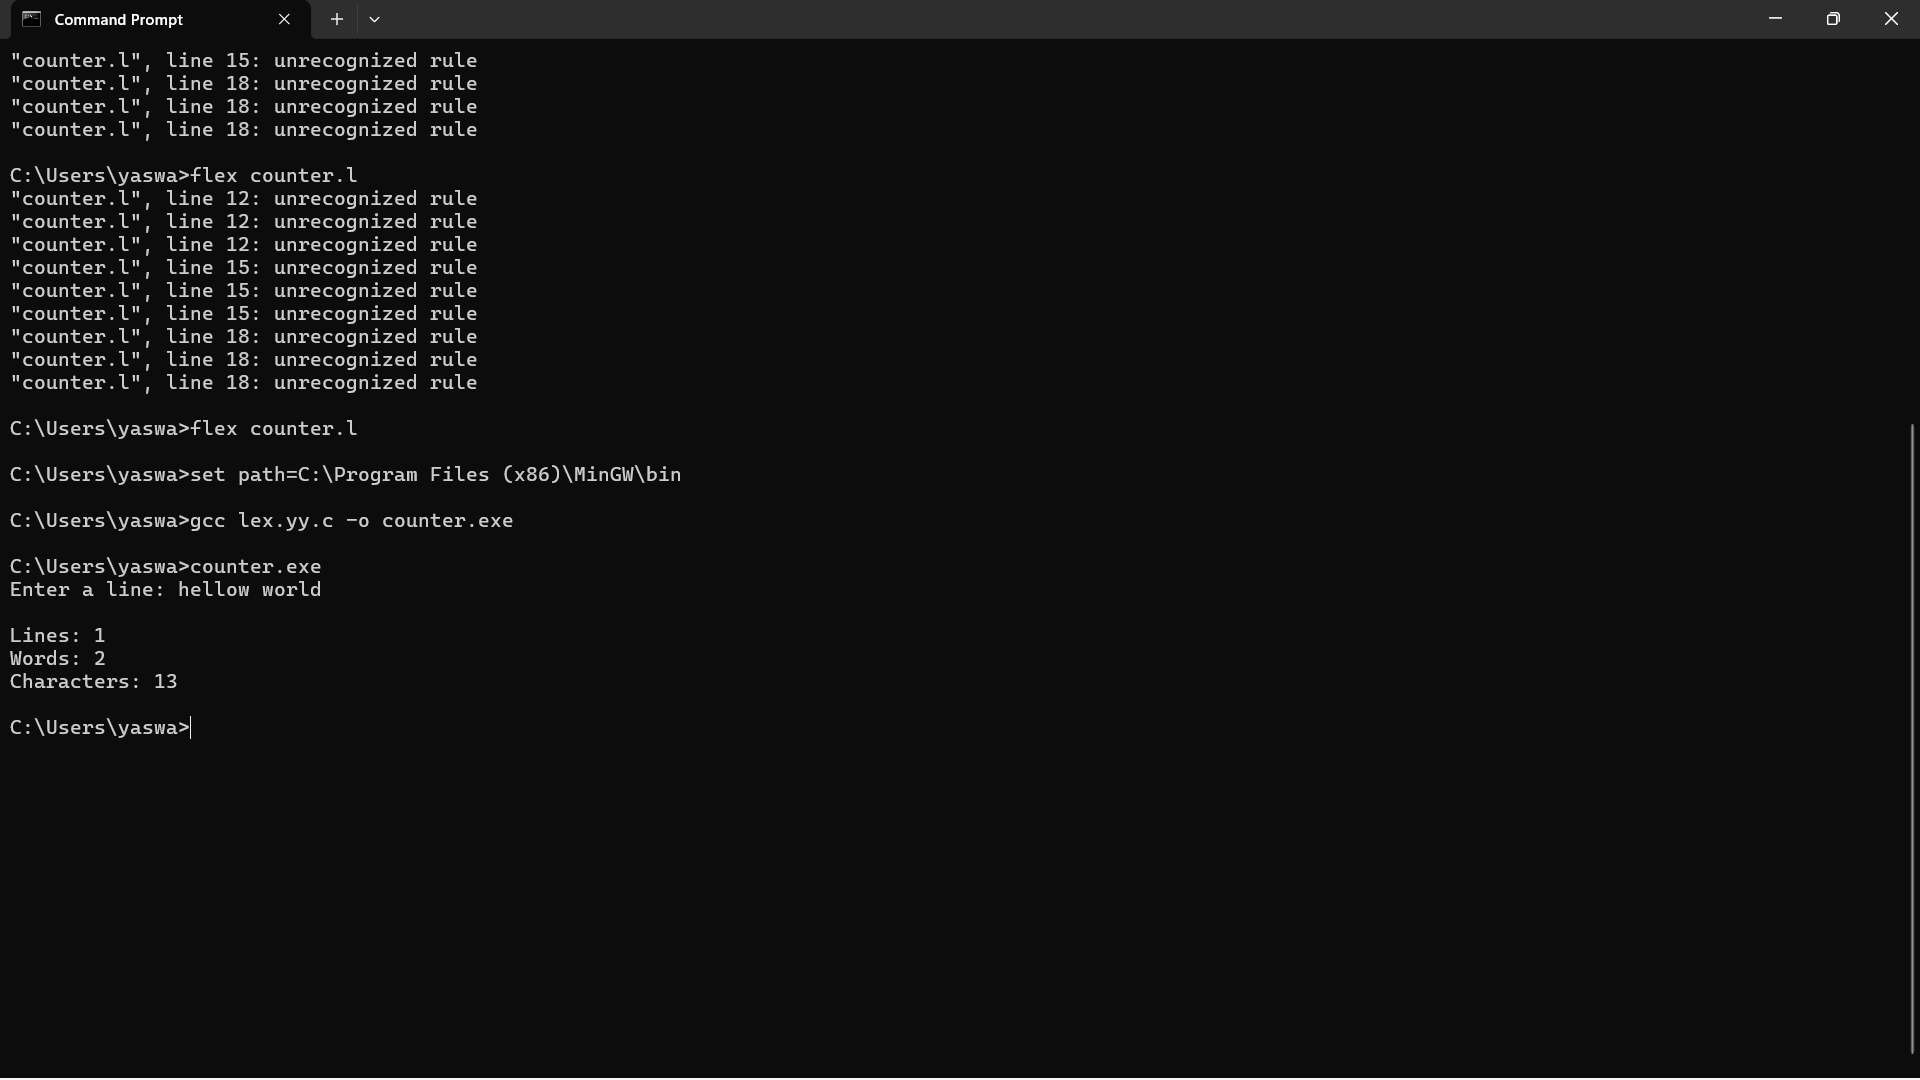 Command Prompt
"counter.l", line 15: unrecognized rule
"counter.l", line 18: unrecognized rule
"counter.l", line 18: unrecognized rule
"counter.l", line 18: unrecognized rule
C:\Users\yaswa>flex counter.l
"counter.l", line 12: unrecognized rule
"counter.l", line 12: unrecognized rule
"counter.l", line 12: unrecognized rule
"counter.l", line 15: unrecognized rule
"counter.l", line 15: unrecognized rule
"counter.l", line 15: unrecognized rule
"counter.l", line 18: unrecognized rule
"counter.l", line 18: unrecognized rule
"counter.l", line 18: unrecognized rule
C:\Users\yaswa>flex counter.l
C:\Users\yaswa>set path=C:\Program Files (x86)\MinGW\bin
C:\Users\yaswa>gcc lex.yy.c -o counter.exe
C:\Users\yaswa>counter.exe
Enter a line: hellow world
Lines: 1
Words: 2
Characters: 13
C:\Users\yaswa>